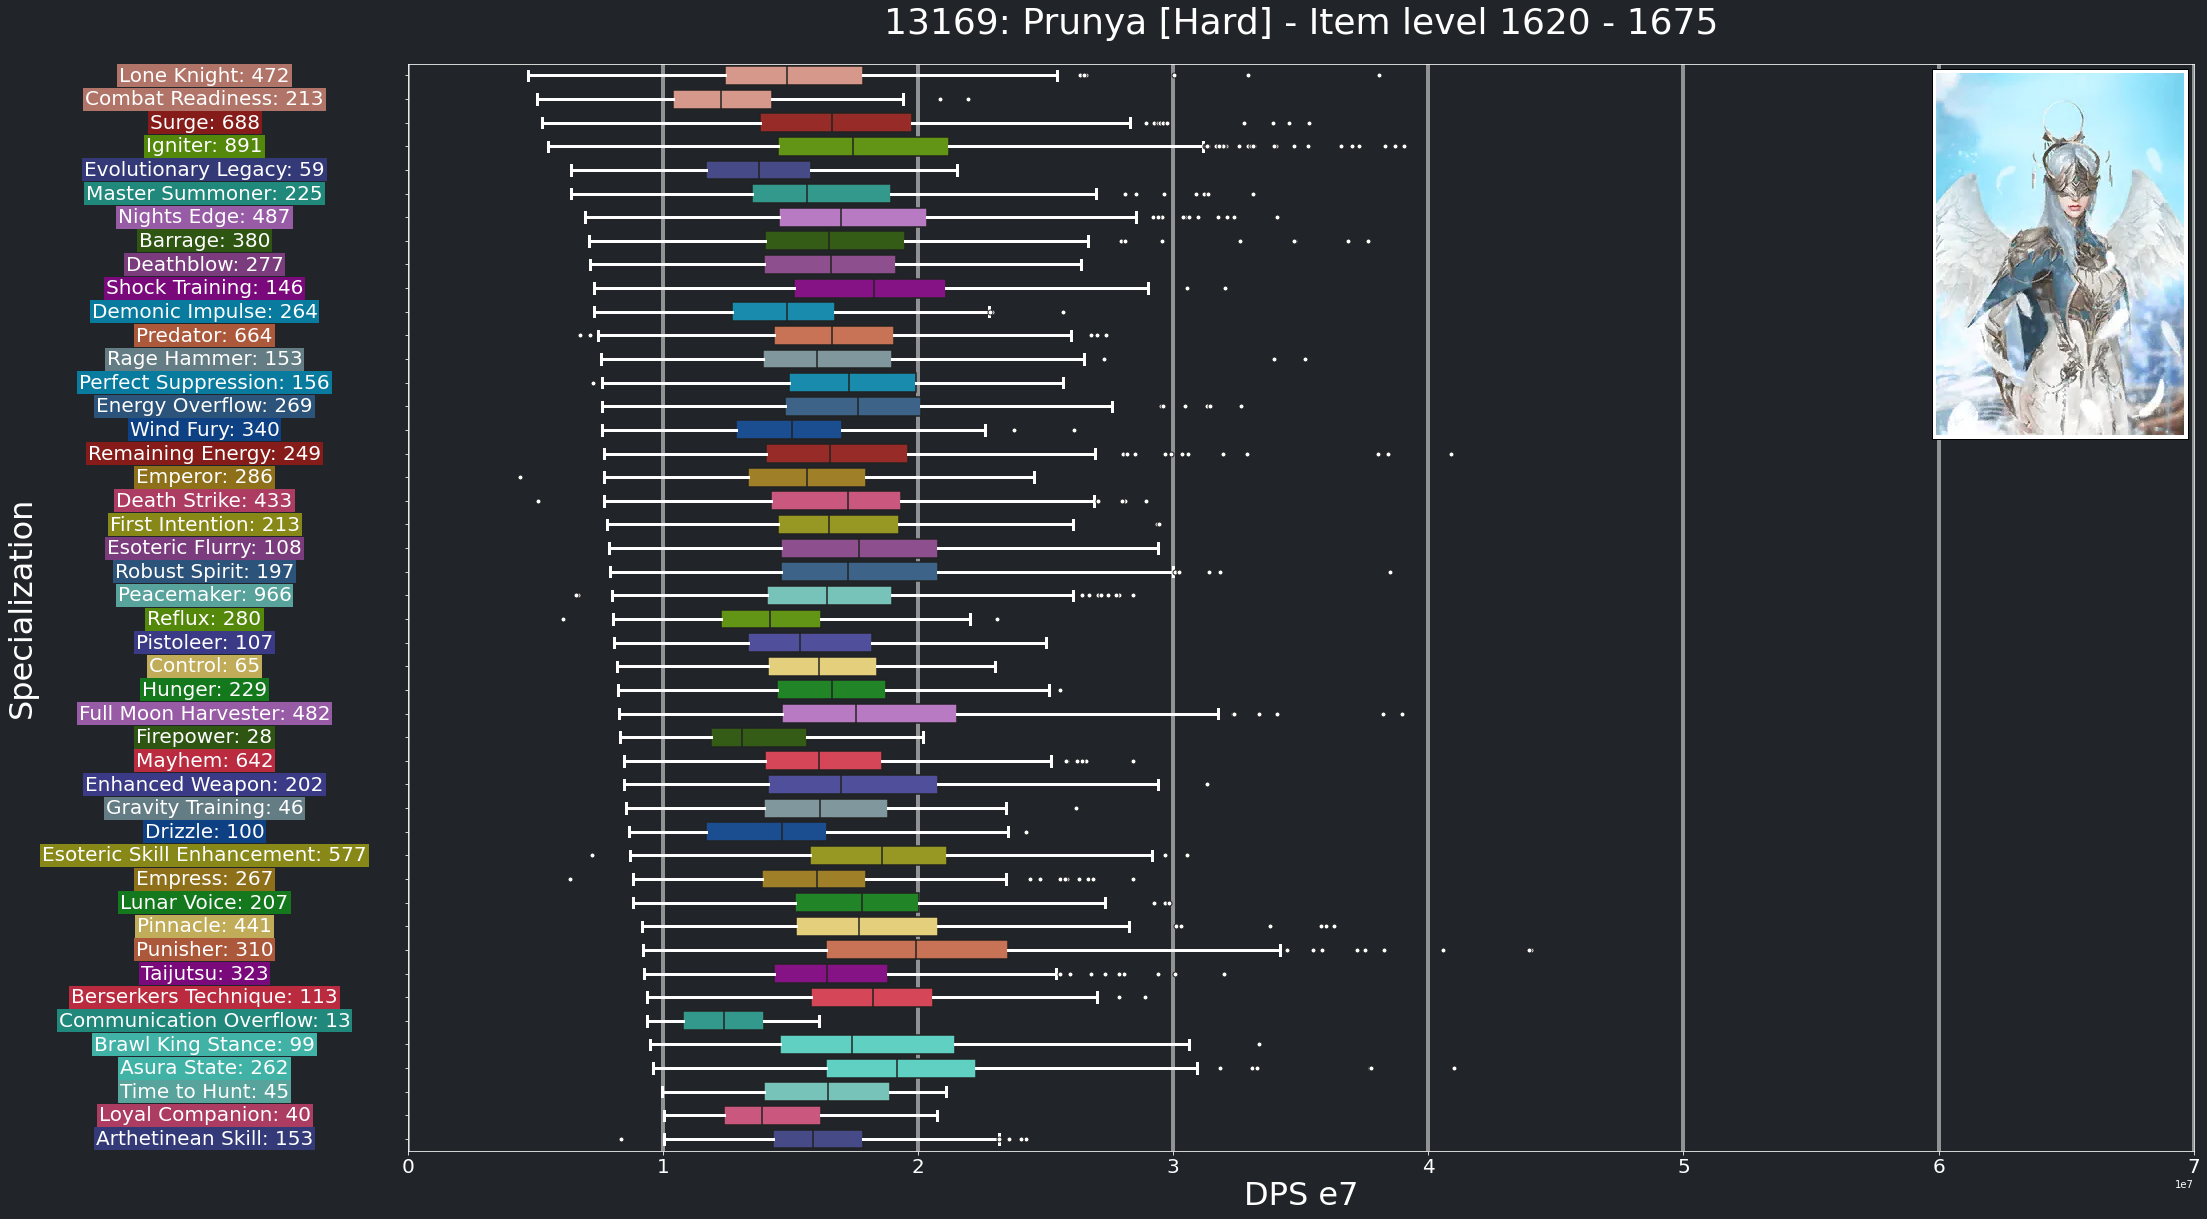 13169: Prunya [Hard] - Item level 1620 - 1675
Specialization
Lone Knight: 472
Combat Readiness: 213
Surge: 688
Igniter: 891
Evolutionary Legacy: 59
Master Summoner: 225
Nights Edge: 487
Barrage: 380
Deathblow: 277
Shock Training: 146
Demonic Impulse: 264
Predator: 664
Rage Hammer: 153
Perfect Suppression: 156
Energy Overflow: 269
Wind Fury: 340
Remaining Energy: 249
Emperor: 286
Death Strike: 433
First Intention: 213
Esoteric Flurry: 108
Robust Spirit: 197
Peacemaker: 966
Reflux: 280
Pistoleer: 107
Control: 65
Hunger: 229
Full Moon Harvester: 482
Firepower: 28
Mayhem: 642
Enhanced Weapon: 202
Gravity Training: 46
Drizzle: 100
Esoteric Skill Enhancement: 577
Empress: 267
Lunar Voice: 207
Pinnacle: 441
Punisher: 310
Taijutsu: 323
Berserkers Technique: 113
Communication Overflow: 13
Brawl King Stance: 99
Asura State: 262
Time to Hunt: 45
Loyal Companion: 40
Arthetinean Skill: 153
0 1 2 3 4 5 6 7
1e7
DPS e7